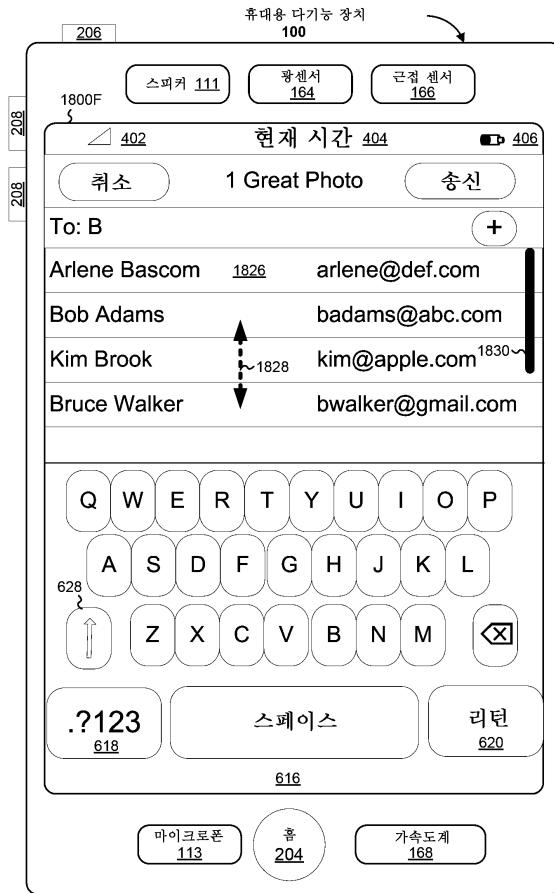 휴대용 다기능 장치
100
206
스피커 111
광센서
164
근접 센서
166
1800F
208
208
402
현재 시간 404
406
취소
1 Great Photo
송신
To: B
+
Arlene Bascom 1826 arlene@def.com
Bob Adams badams@abc.com
Kim Brook kim@apple.com 1830
1828
Bruce Walker bwalker@gmail.com
Q W E R T Y U I O P
A S D F G H J K L
628
Z X C V B N M
.?123
618
스페이스
리턴
620
616
마이크로폰
113
홈
204
가속도계
168